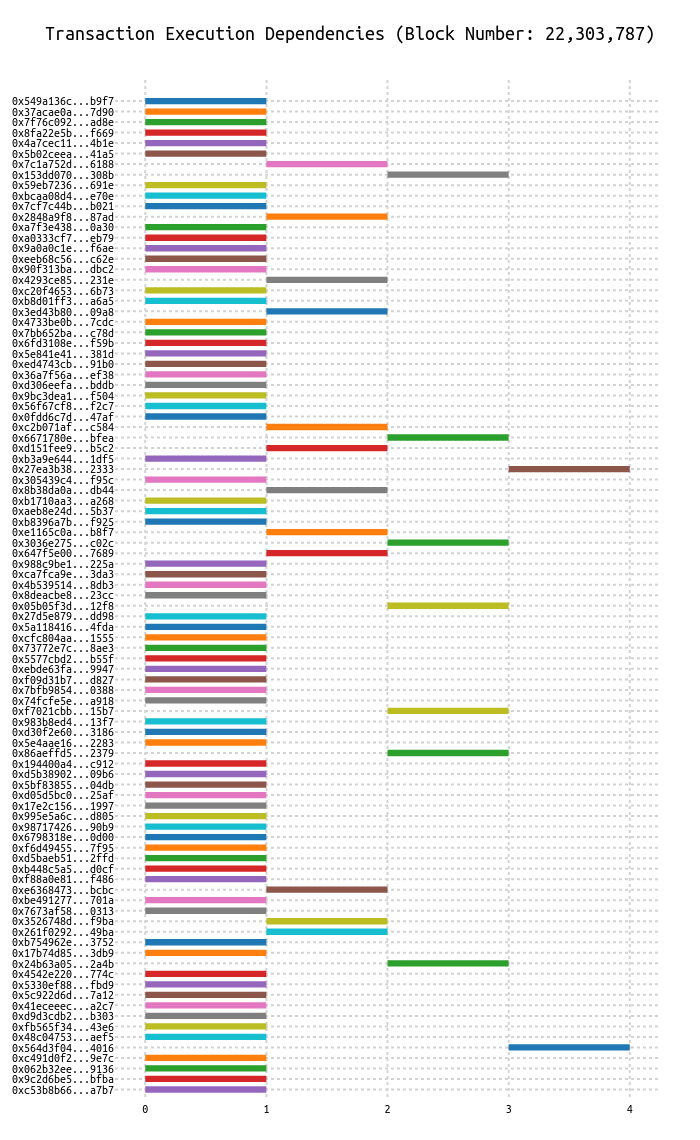 Transaction Execution Dependencies (Block Number: 22,303,787)
0x549a136c...b9f7
0x37acae0a...7d90
0x7f76c092...ad8e
0x8fa22e5b...f669
0x4a7cec11...4b1e
0x5b02ceea...41a5
0x7c1a752d...6188
0x153dd070...308b
0x59eb7236...691e
0xbcaa08d4...e70e
0x7cf7c44b...b021
0x2848a9f8...87ad
0xa7f3e438...0a30
0xa0333cf7...eb79
0x9a0a0c1e...f6ae
0xeeb68c56...c62e
0x90f313ba...dbc2
0x4293ce85...231e
0xc20f4653...6b73
0xb8d01ff3...a6a5
0x3ed43b80...09a8
0x4733be0b...7cdc
0x7bb652ba...c78d
0x6fd3108e...f59b
0x5e841e41...381d
0xed4743cb...91b0
0x36a7f56a...ef38
0xd306eefa...bddb
0x9bc3dea1...f504
0x56f67cf8...f2c7
0x0fdd6c7d...47af
0xc2b071af...c584
0x6671780e...bfea
0xd151fee9...b5c2
0xb3a9e644...1df5
0x27ea3b38...2333
0x305439c4...f95c
0x8b38da0a...db44
0xb1710aa3...a268
0xaeb8e24d...5b37
0xb8396a7b...f925
0xe1165c0a...b8f7
0x3036e275...c02c
0x647f5e00...7689
0x988c9be1...225a
0xca7fca9e...3da3
0x4b539514...8db3
0x8deacbe8...23cc
0x05b05f3d...12f8
0x27d5e879...dd98
0x5a118416...4fda
0xcfc804aa...1555
0x73772e7c...8ae3
0x5577cbd2...b55f
0xebde63fa...9947
0xf09d31b7...d827
0x7bfb9854...0388
0x74fcfe5e...a918
0xf7021cbb...15b7
0x983b8ed4...13f7
0xd30f2e60...3186
0x5e4aae16...2283
0x86aeffd5...2379
0x194400a4...c912
0xd5b38902...09b6
0x5bf83855...04db
0xd05d5bc0...25af
0x17e2c156...1997
0x995e5a6c...d805
0x98717426...90b9
0x6798318e...0d00
0xf6d49455...7f95
0xd5baeb51...2ffd
0xb448c5a5...d0cf
0xf88a0e81...f486
0xe6368473...bcbc
0xbe491277...701a
0x7673af58...0313
0x3526748d...f9ba
0x261f0292...49ba
0xb754962e...3752
0x17b74d85...3db9
0x24b63a05...2a4b
0x4542e220...774c
0x5330ef88...fbd9
0x5c922d6d...7a12
0x41eceeec...a2c7
0xd9d3cdb2...b303
0xfb565f34...43e6
0x48c04753...aef5
0x564d3f04...4016
0xc491d0f2...9e7c
0x062b32ee...9136
0x9c2d6be5...bfba
0xc53b8b66...a7b7
0 1 2 3 4